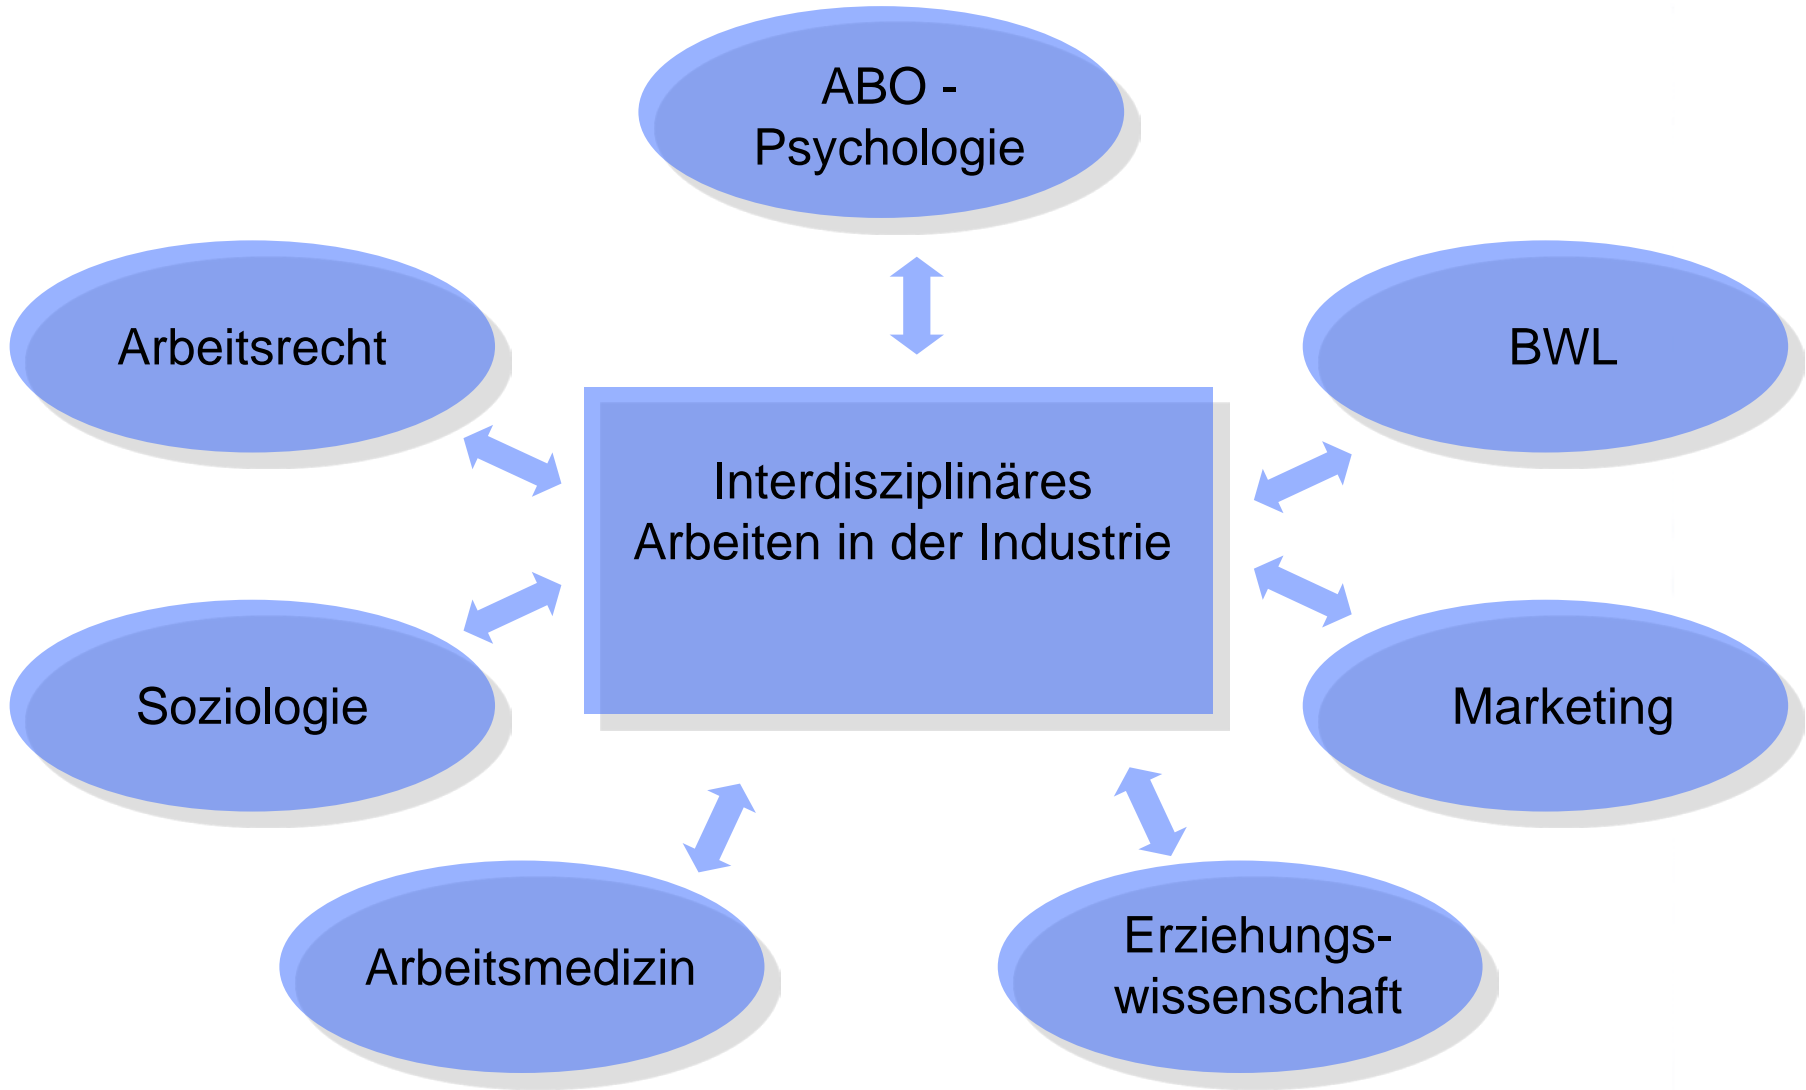 ABO -
Psychologie
Arbeitsrecht
BWL
Interdisziplinäres
Arbeiten in der Industrie
Soziologie
Marketing
Arbeitsmedizin
Erziehungs-
wissenschaft